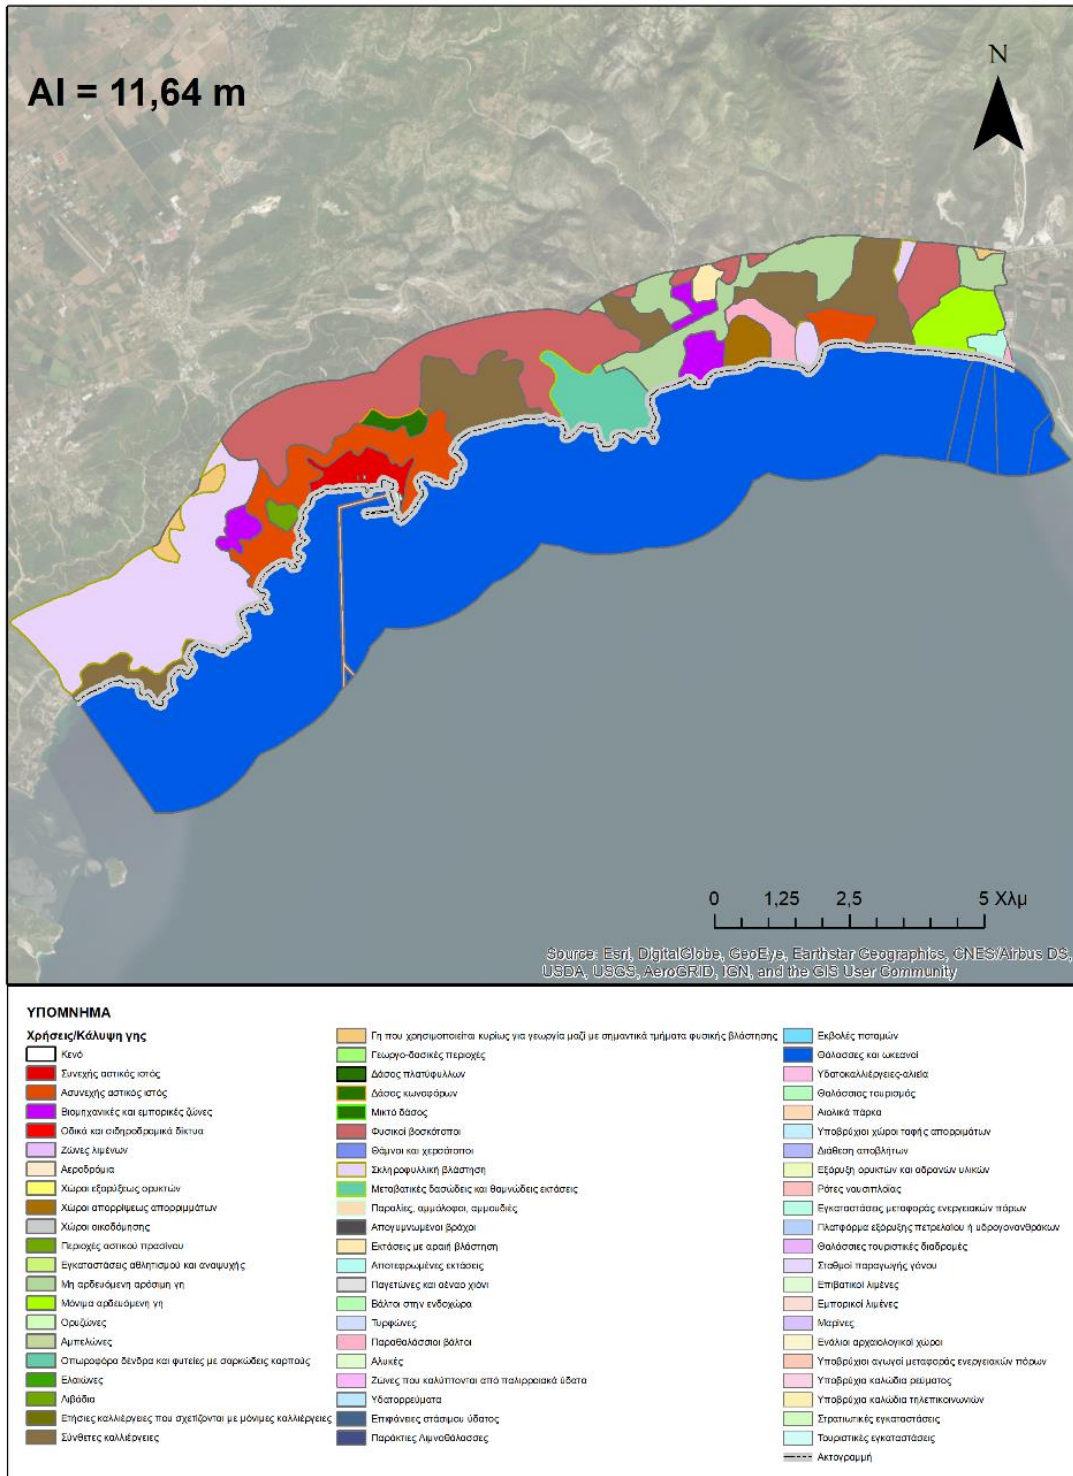 AI = 11,64 m
N
0 1,25 2,5 5 Χλμ
Source: Esri, DigitalGlobe, GeoEye, Earthstar Geographics, CNES/Airbus DS,
USDA, USGS, AeroGRID, IGN, and the GIS User Community
ΥΠΟΜΝΗΜΑ
Χρήσεις/Κάλυψη γης
Κενό
Συνεχής αστικός ιστός
Ασυνεχής αστικός ιστός
Βιομηχανικές και εμπορικές ζώνες
Οδικά και σιδηροδρομικά δίκτυα
Ζώνες λιμένων
Αεροδρόμια
Χώροι εξορύξεως ορυκτών
Χώροι απορρίψεως απορριμμάτων
Χώροι οικοδόμησης
Περιοχές αστικού πρασίνου
Εγκαταστάσεις αθλητισμού και αναψυχής
Μη αρδευόμενη αρόσιμη γη
Μόνιμα αρδευόμενη γη
Ορυζώνες
Αμπελώνες
Οπωροφόρα δένδρα και φυτείες με σαρκώδεις καρπούς
Ελαιώνες
Λιβάδια
Ετήσιες καλλιέργειες που σχετίζονται με μόνιμες καλλιέργειες
Σύνθετες καλλιέργειες
Γη που χρησιμοποιείται κυρίως για γεωργία μαζί με σημαντικά τμήματα φυσικής βλάστησης
Γεωργο-δασικές περιοχές
Δάσος πλατύφυλλων
Δάσος κωνοφόρων
Μικτό δάσος
Φυσικοί βοσκότοποι
Θάμνοι και χερσότοποι
Σκληροφυλλική βλάστηση
Μεταβατικές δασώδεις και θαμνώδεις εκτάσεις
Παραλίες, αμμόλοφοι, αμμουδιές
Απογυμνωμένοι βράχοι
Εκτάσεις με αραιή βλάστηση
Αποτεφρωμένες εκτάσεις
Παγετώνες και αέναο χιόνι
Βάλτοι στην ενδοχώρα
Τυρφώνες
Παραθαλάσσιοι βάλτοι
Αλυκές
Ζώνες που καλύπτονται από παλιρροιακά ύδατα
Υδατορρεύματα
Επιφάνειες στάσιμου ύδατος
Παράκτιες Λιμνοθάλασσες
Εκβολές ποταμών
Θάλασσες και ωκεανοί
Υδατοκαλλιέργειες-αλιεία
Θαλάσσιος τουρισμός
Αιολικά πάρκα
Υποβρύχιοι χώροι ταφής απορριμάτων
Διάθεση αποβλήτων
Εξόρυξη ορυκτών και αδρανών υλικών
Ρότες ναυσιπλοΐας
Εγκαταστάσεις μεταφοράς ενεργειακών πόρων
Πλατφόρμα εξόρυξης πετρελαίου ή υδρογονανθράκων
Θαλάσσιες τουριστικές διαδρομές
Σταθμοί παραγωγής γόνου
Επιβατικοί λιμένες
Εμπορικοί λιμένες
Μαρίνες
Ενάλιοι αρχαιολογικοί χώροι
Υποβρύχιοι αγωγοί μεταφοράς ενεργειακών πόρων
Υποβρύχια καλώδια ρεύματος
Υποβρύχια καλώδια τηλεπικοινωνιών
Στρατιωτικές εγκαταστάσεις
Τουριστικές εγκαταστάσεις
Ακτογραμμή